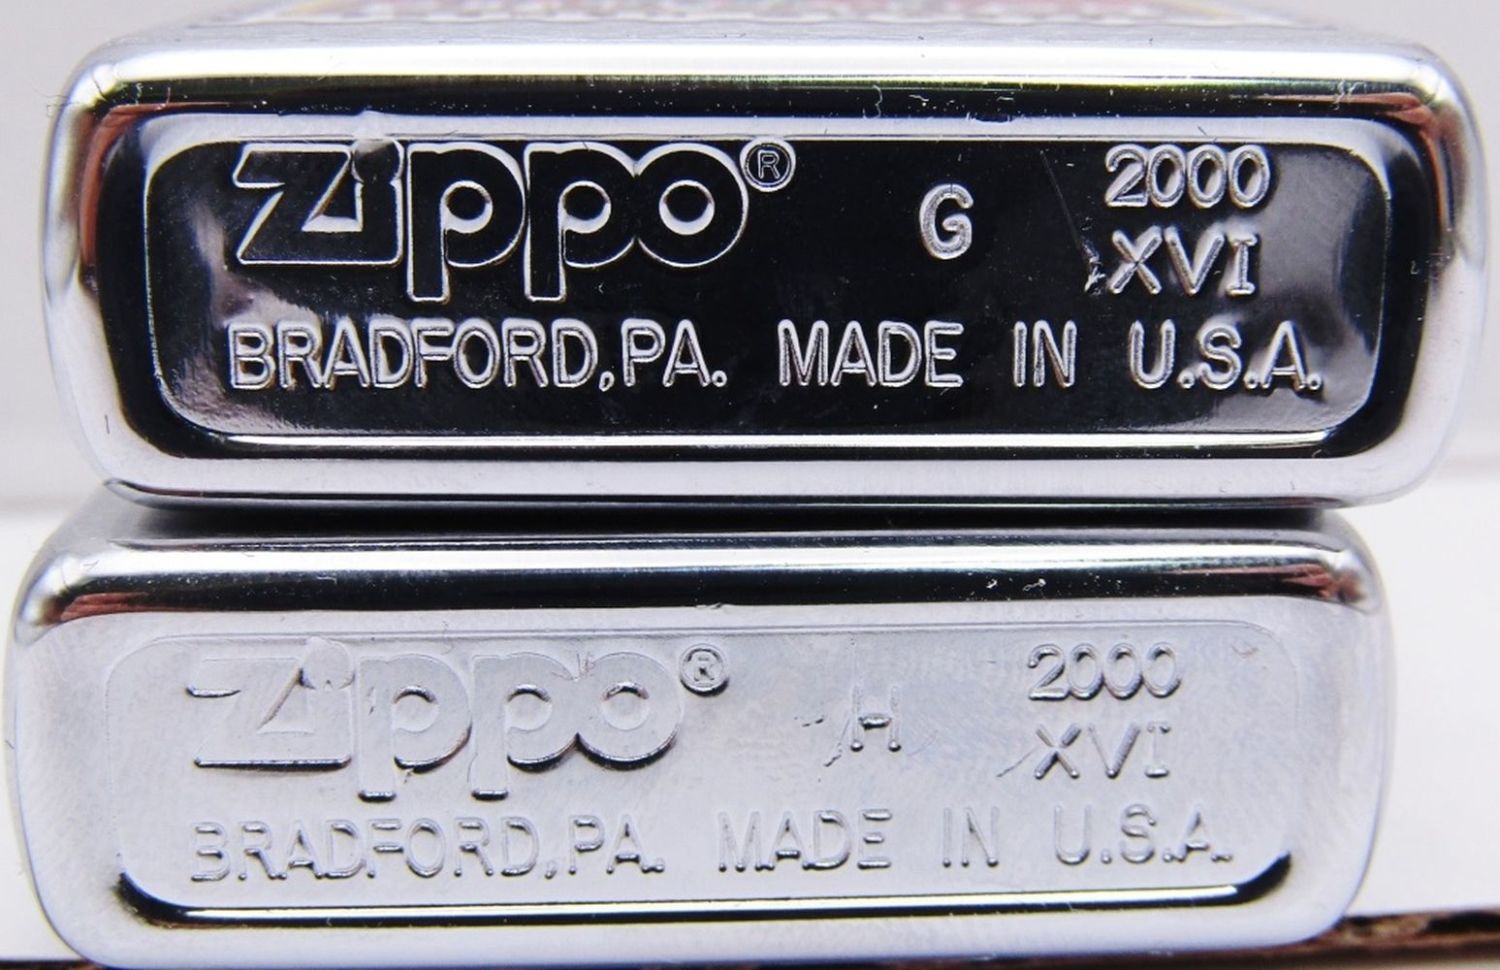 Zippo® G 2000
XVI
BRADFORD, PA. MADE IN U.S.A.
Zippo® H 2000
XVI
BRADFORD, PA. MADE IN U.S.A.